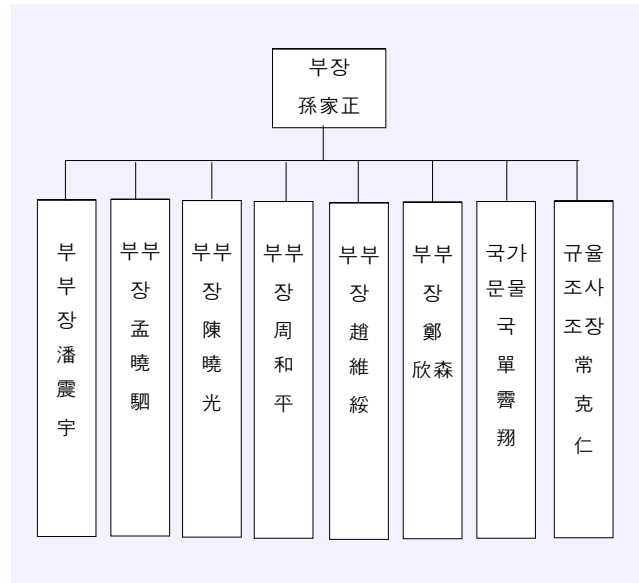 부장
孫家正
부
부
장
潘
震
宇
부부
장
孟
曉
駟
부부
장
陳
曉
光
부부
장
周
和
平
부부
장
趙
維
綏
부부
장
鄭
欣森
국가
문물
국
單
霽
翔
규율
조사
조장
常
克
仁